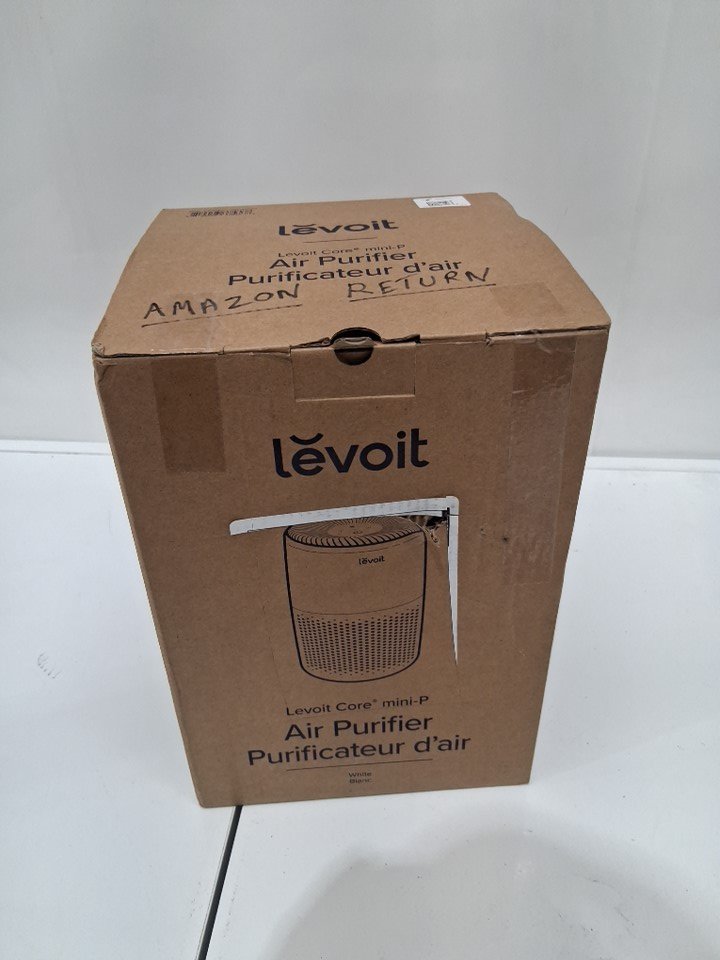 levoit
Levoit Core® mini-P
Air Purifier
Purificateur d'air
AMAZON RETURN
levoit
levoit
Levoit Core® mini-P
Air Purifier
Purificateur d'air
White
Blanc